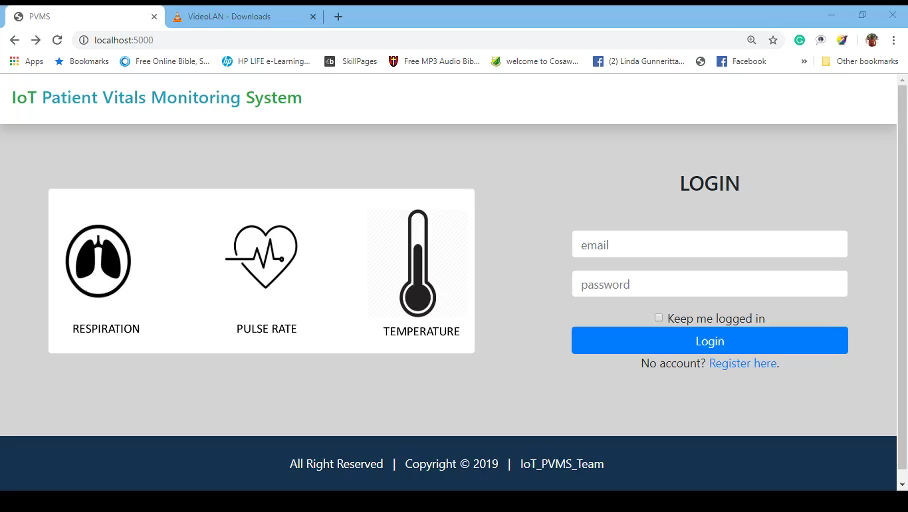 PVMS
VideoLAN - Downloads
localhost:5000
Apps
Bookmarks
Free Online Bible, S...
HP LIFE e-Learning...
SkillPages
Free MP3 Audio Bib...
welcome to Cosaw...
(2) Linda Gunneritta...
Facebook
Other bookmarks
IoT Patient Vitals Monitoring System
RESPIRATION
PULSE RATE
TEMPERATURE
LOGIN
email
password
Keep me logged in
Login
No account? Register here.
All Right Reserved | Copyright © 2019 | IoT_PVMS_Team